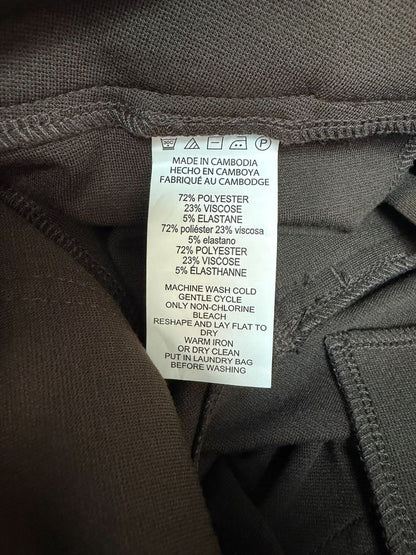 MADE IN CAMBODIA
HECHO EN CAMBOYA
FABRIQUÉ AU CAMBODGE
72% POLYESTER
23% VISCOSE
5% ELASTANE
72% poliéster 23% viscosa
5% elastano
72% POLYESTER
23% VISCOSE
5% ÉLASTHANNE
MACHINE WASH COLD
GENTLE CYCLE
ONLY NON-CHLORINE
BLEACH
RESHAPE AND LAY FLAT TO
DRY
WARM IRON
OR DRY CLEAN
PUT IN LAUNDRY BAG
BEFORE WASHING